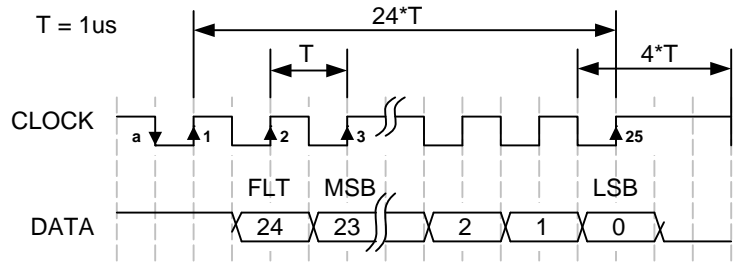 T = 1us
24*T
T
4*T
CLOCK
a 1 2 3 25
FLT MSB LSB
DATA
24 23 2 1 0